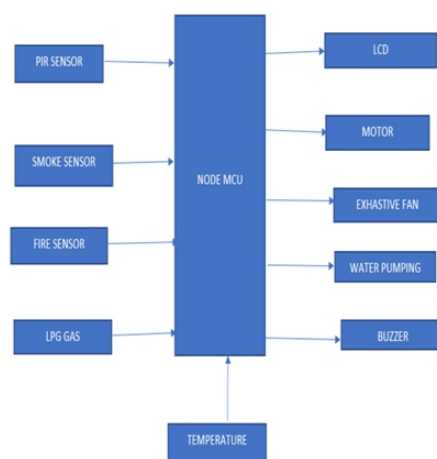 PIR SENSOR
SMOKE SENSOR
FIRE SENSOR
LPG GAS
NODE MCU
LCD
MOTOR
EXHASTIVE FAN
WATER PUMPING
BUZZER
TEMPERATURE